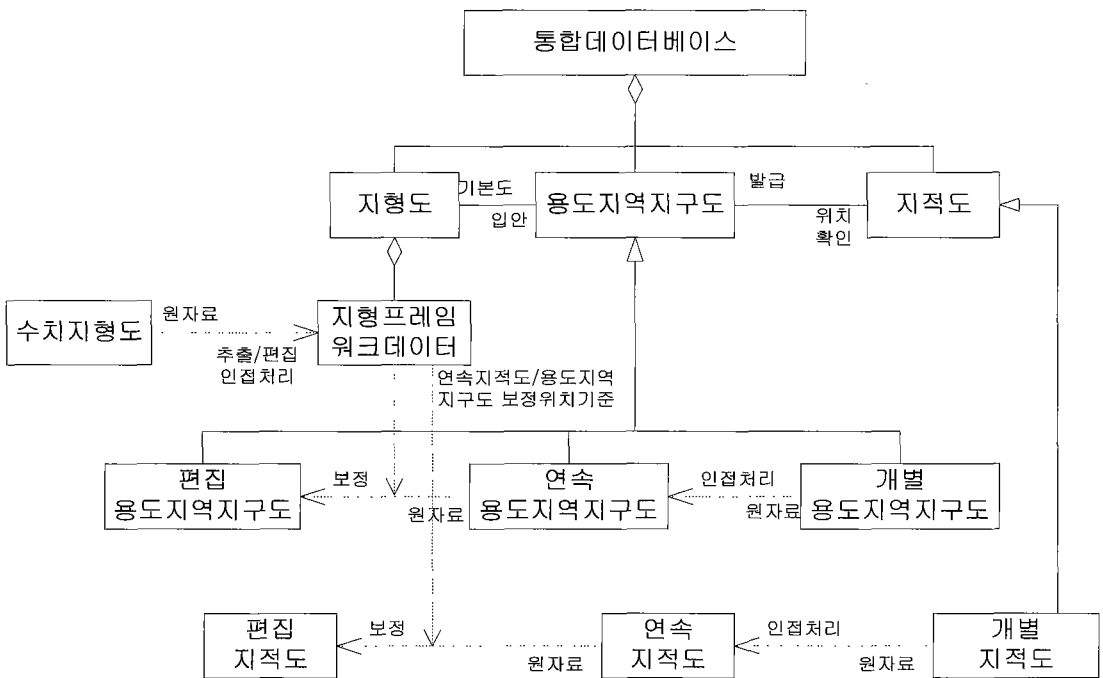 통합데이터베이스
지형도
기본도
입안
용도지역지구도
발급
위치
확인
지적도
수치지형도
원자료
추출/편집
인접처리
지형프레임
워크데이터
연속지적도/용도지역
지구도 보정위치기준
편집
용도지역지구도
보정
원자료
연속
용도지역지구도
인접처리
원자료
개별
용도지역지구도
편집
지적도
보정
원자료
연속
지적도
인접처리
원자료
개별
지적도